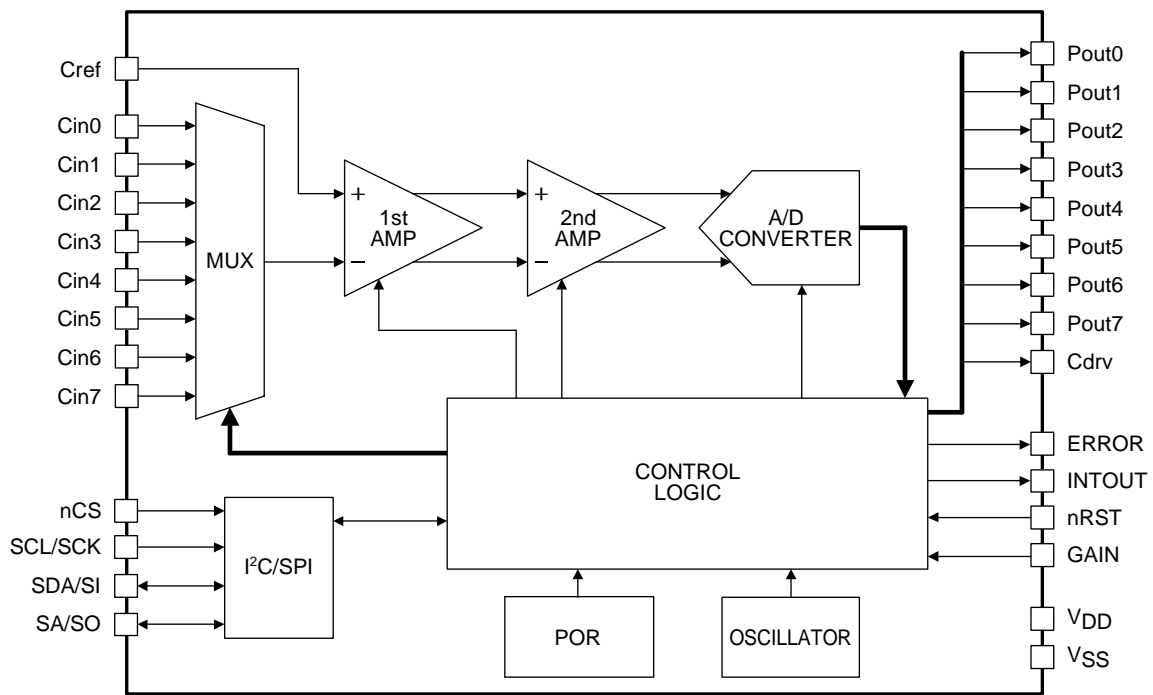 Cref
Cin0
Cin1
Cin2
Cin3
Cin4
Cin5
Cin6
Cin7
nCS
SCL/SCK
SDA/SI
SA/SO
MUX
+
−
1st
AMP
+
−
2nd
AMP
A/D
CONVERTER
CONTROL
LOGIC
I²C/SPI
POR
OSCILLATOR
Pout0
Pout1
Pout2
Pout3
Pout4
Pout5
Pout6
Pout7
Cdrv
ERROR
INTOUT
nRST
GAIN
VDD
VSS